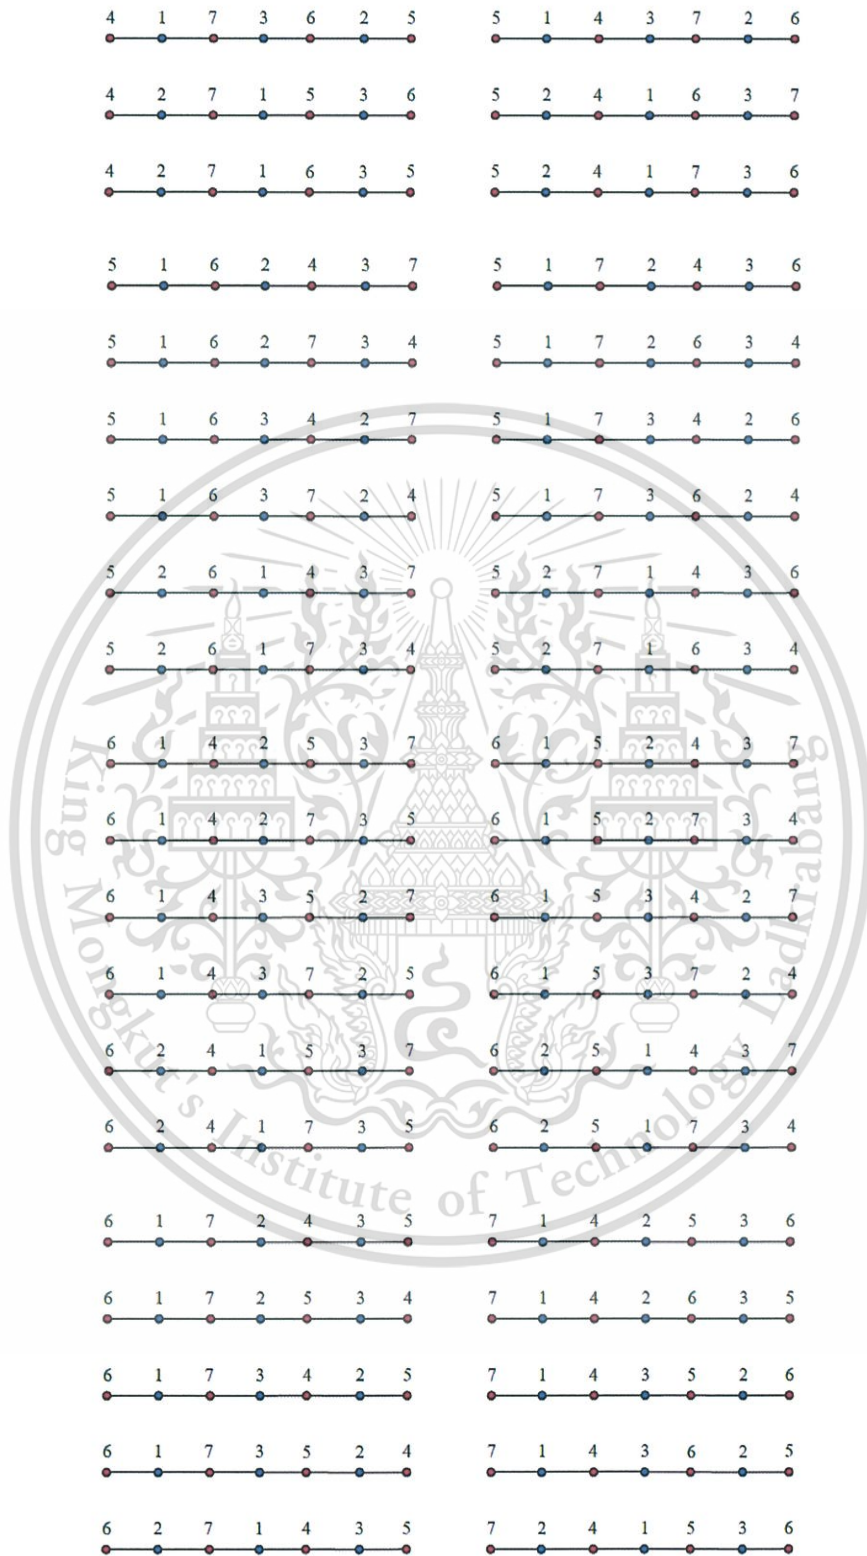 4 1 7 3 6 2 5 5 1 4 3 7 2 6
4 2 7 1 5 3 6 5 2 4 1 6 3 7
4 2 7 1 6 3 5 5 2 4 1 7 3 6
5 1 6 2 4 3 7 5 1 7 2 4 3 6
5 1 6 2 7 3 4 5 1 7 2 6 3 4
5 1 6 3 4 2 7 5 1 7 3 4 2 6
5 1 6 3 7 2 4 5 1 7 3 6 2 4
5 2 6 1 4 3 7 5 2 7 1 4 3 6
5 2 6 1 7 3 4 5 2 7 1 6 3 4
6 1 4 2 5 3 7 6 1 5 2 4 3 7
6 1 4 2 7 3 5 6 1 5 2 7 3 4
6 1 4 3 5 2 7 6 1 5 3 4 2 7
6 1 4 3 7 2 5 6 1 5 3 7 2 4
6 2 4 1 5 3 7 6 2 5 1 4 3 7
6 2 4 1 7 3 5 6 2 5 1 7 3 4
6 1 7 2 4 3 5 7 1 4 2 5 3 6
6 1 7 2 5 3 4 7 1 4 2 6 3 5
6 1 7 3 4 2 5 7 1 4 3 5 2 6
6 1 7 3 5 2 4 7 1 4 3 6 2 5
6 2 7 1 4 3 5 7 2 4 1 5 3 6
King Mongkut's Institute of Technology Ladkrabang